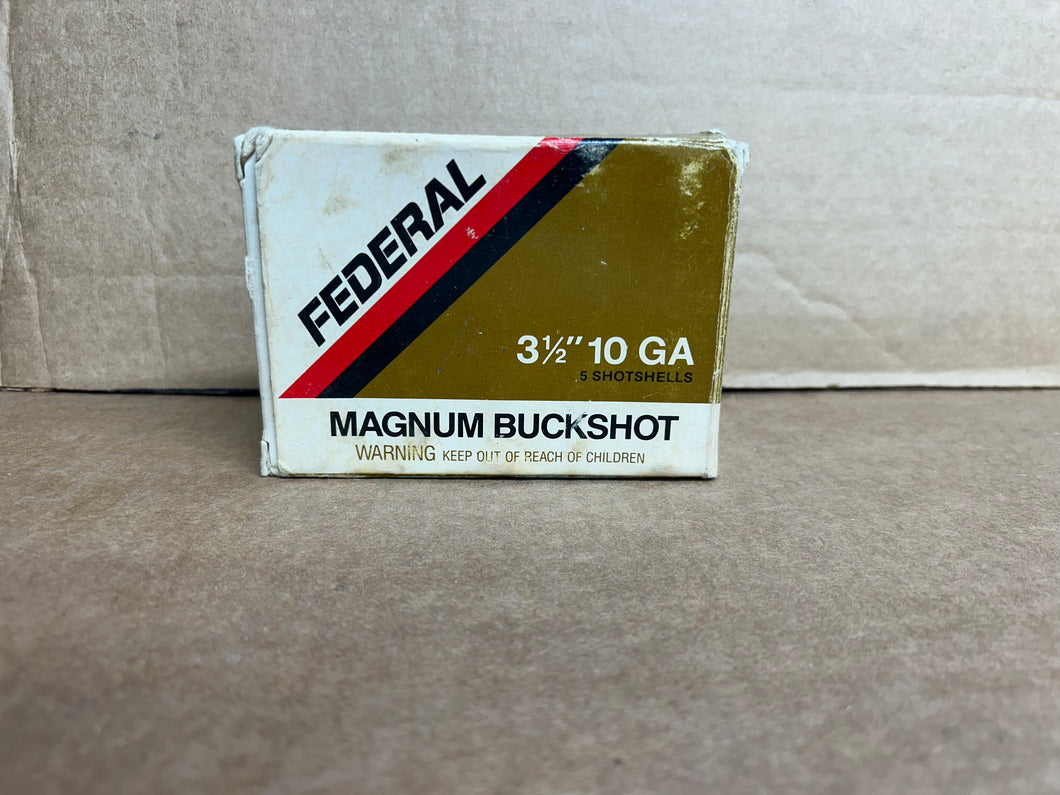 FEDERAL
3½" 10 GA
5 SHOTSHELLS
MAGNUM BUCKSHOT
WARNING KEEP OUT OF REACH OF CHILDREN